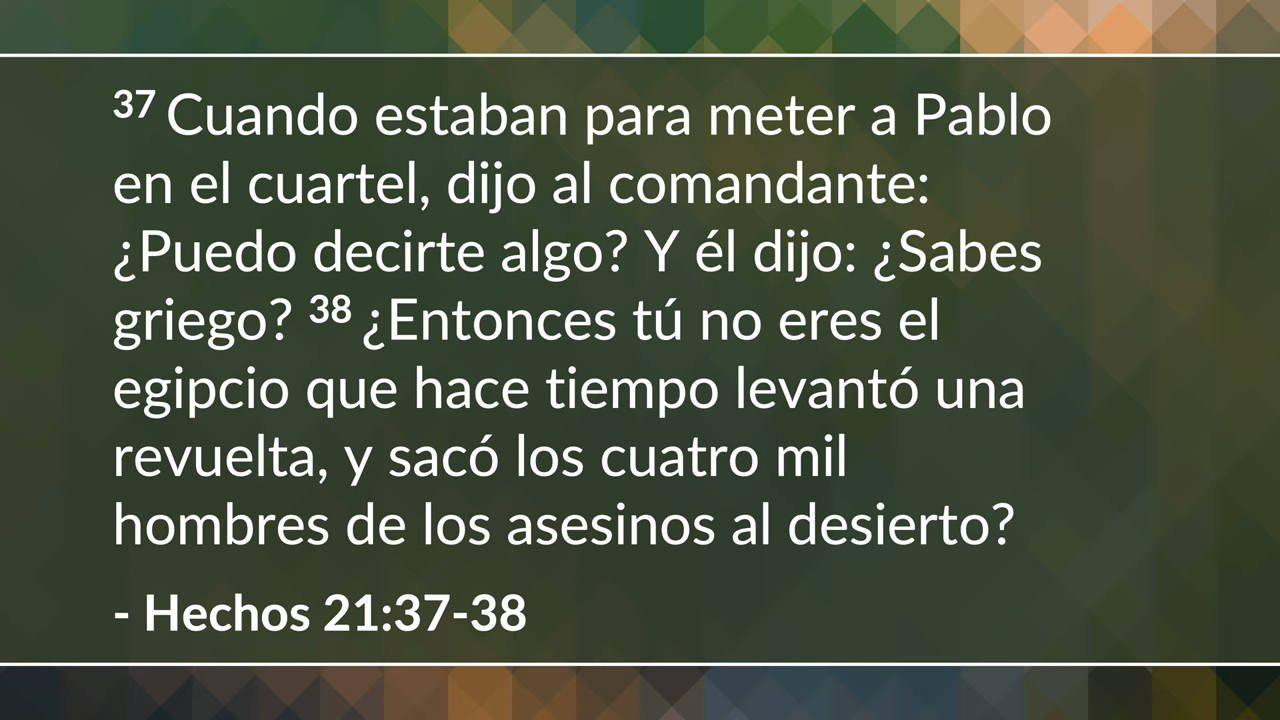 37 Cuando estaban para meter a Pablo
en el cuartel, dijo al comandante:
¿Puedo decirte algo? Y él dijo: ¿Sabes
griego? 38 ¿Entonces tú no eres el
egipcio que hace tiempo levantó una
revuelta, y sacó los cuatro mil
hombres de los asesinos al desierto?
- Hechos 21:37-38